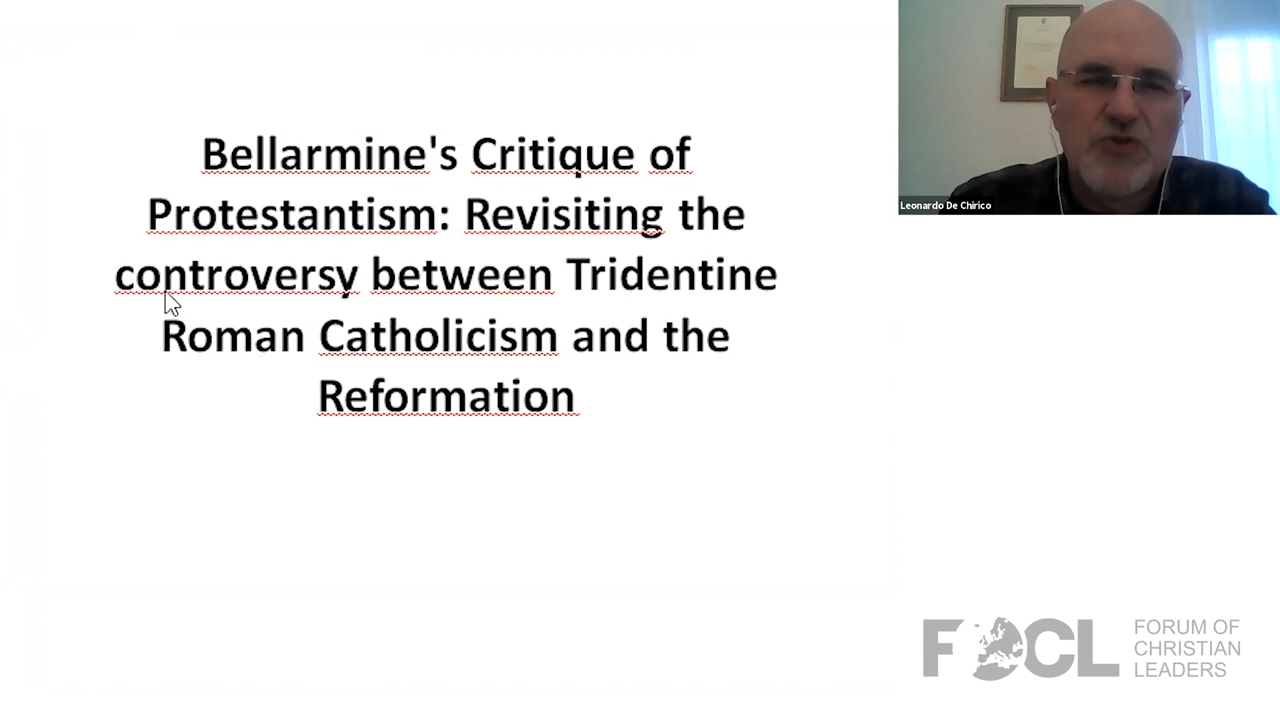 Bellarmine's Critique of
Protestantism: Revisiting the
controversy between Tridentine
Roman Catholicism and the
Reformation
Leonardo De Chirico
FOCL
FORUM OF
CHRISTIAN
LEADERS